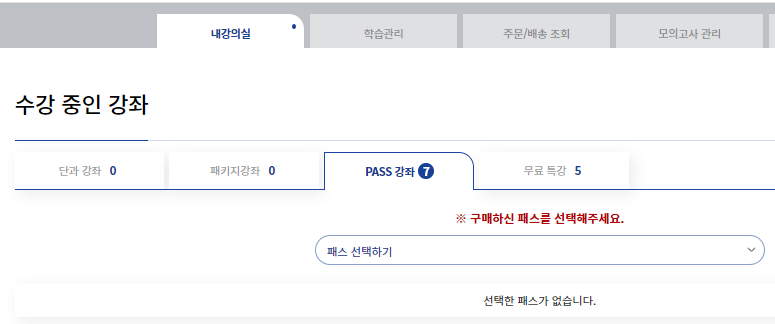 내강의실 학습관리 주문/배송 조회 모의고사 관리
수강 중인 강좌
단과 강좌 0 패키지강좌 0 PASS 강좌 7 무료 특강 5
※ 구매하신 패스를 선택해주세요.
패스 선택하기
선택한 패스가 없습니다.